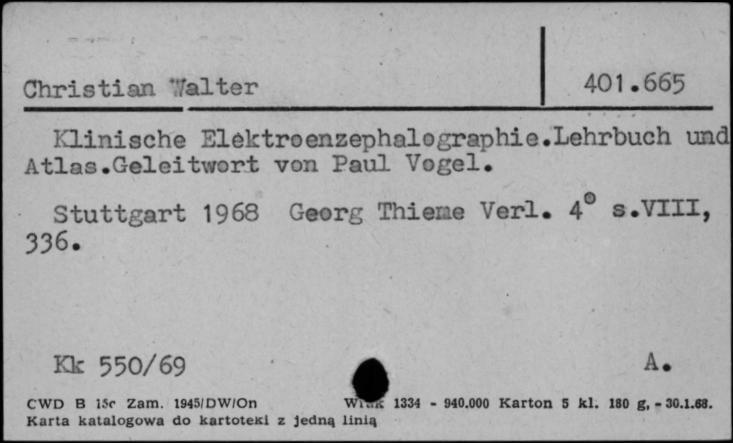 Christian Walter 401.665
Klinische Elektroenzephalographie.Lehrbuch und
Atlas.Geleitwort von Paul Vogel.
Stuttgart 1968 Georg Thieme Verl. 4° s.VIII,
336.
Kk 550/69 A.
CWD B 15c Zam. 1945/DW/On 1334 - 940.000 Karton 5 kl. 180 g, - 30.1.68.
Karta katalogowa do kartoteki z jedną linią